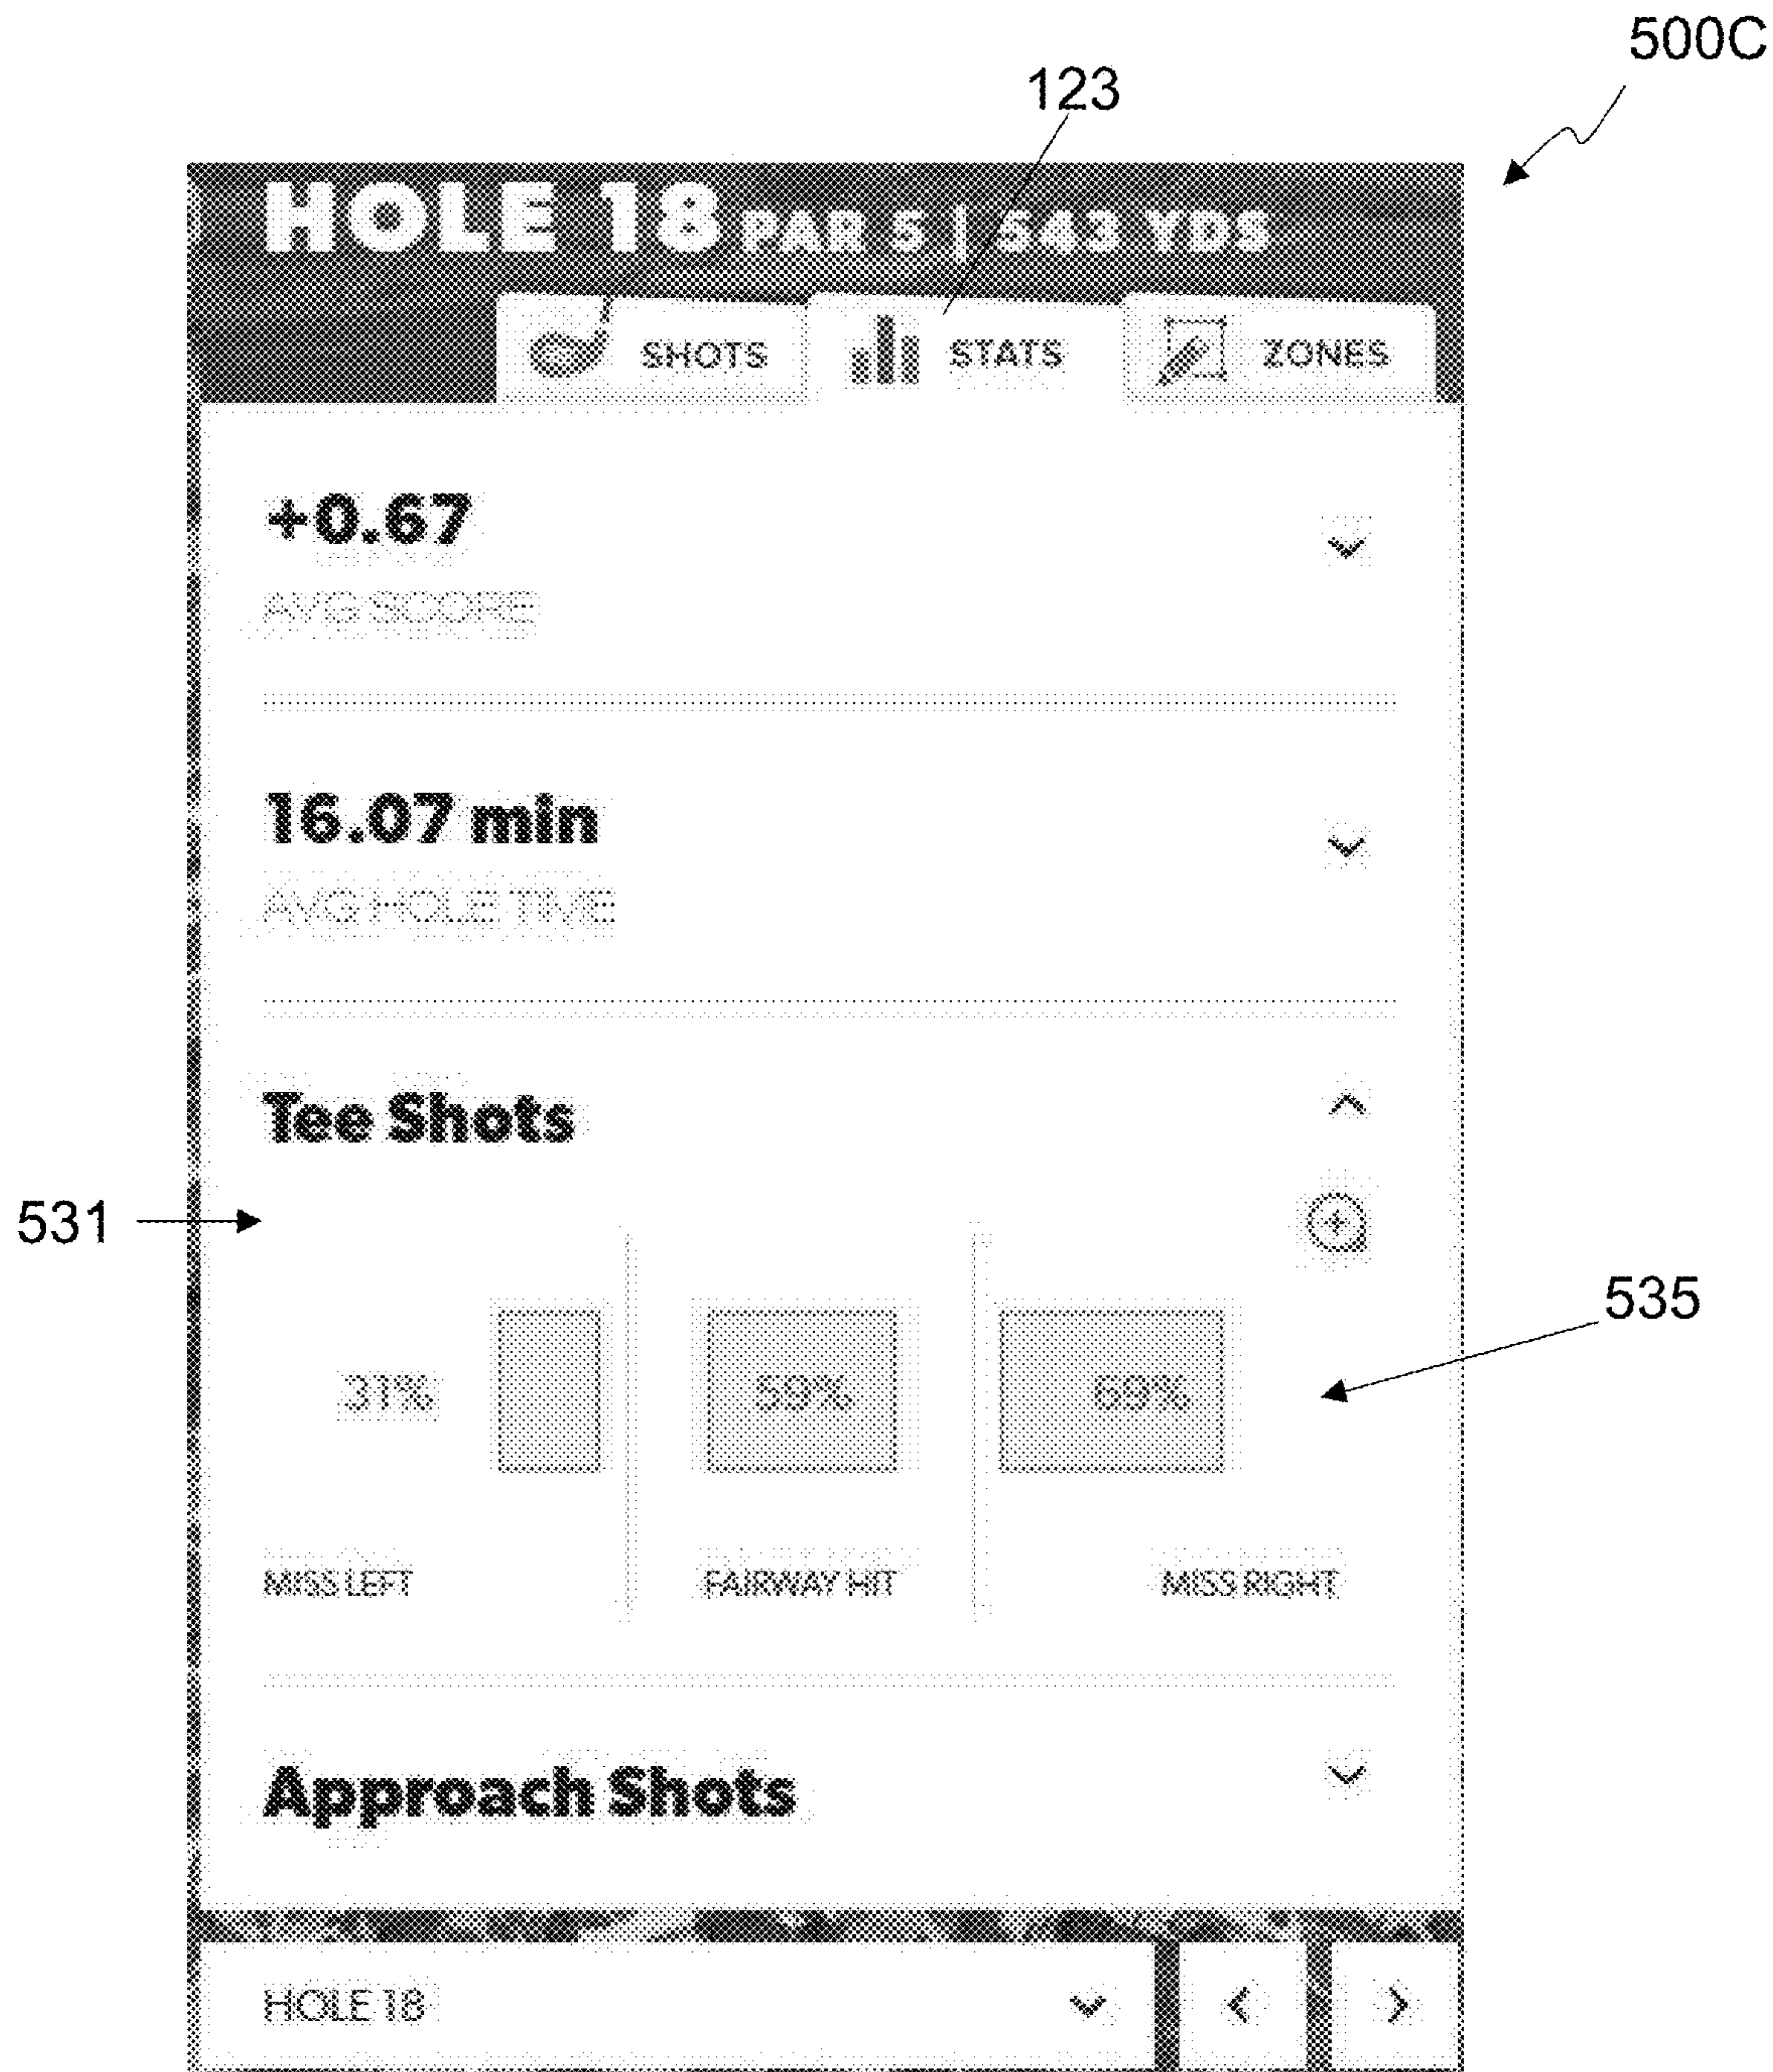 500C
123
HOLE 18 PAR 5 | 543 YDS
SHOTS STATS ZONES
+0.67
AVG SCORE
16.07 min
AVG HOLE TIME
Tee Shots
531
535
31% 59% 69%
MISS LEFT FAIRWAY HIT MISS RIGHT
Approach Shots
HOLE 18